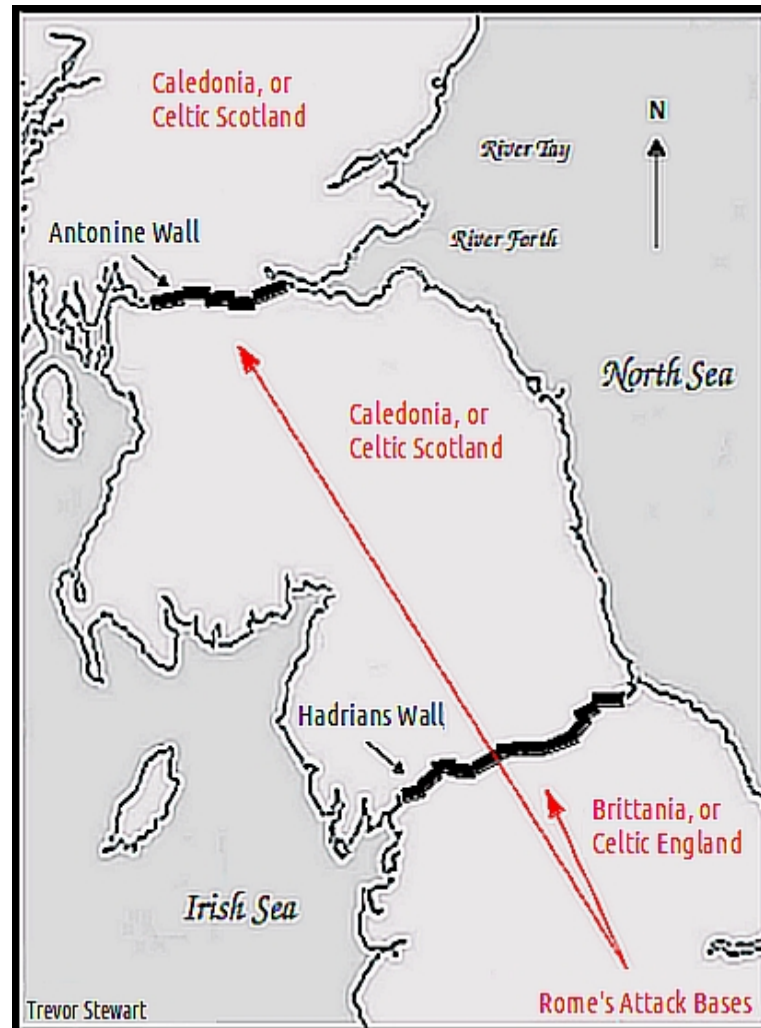 Caledonia, or
Celtic Scotland
N
River Tay
Antonine Wall
River Forth
North Sea
Caledonia, or
Celtic Scotland
Hadrians Wall
Brittania, or
Celtic England
Irish Sea
Rome's Attack Bases
Trevor Stewart